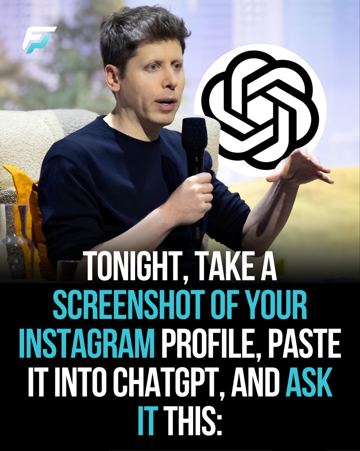 TONIGHT, TAKE A
SCREENSHOT OF YOUR
INSTAGRAM PROFILE, PASTE
IT INTO CHATGPT, AND ASK
IT THIS: